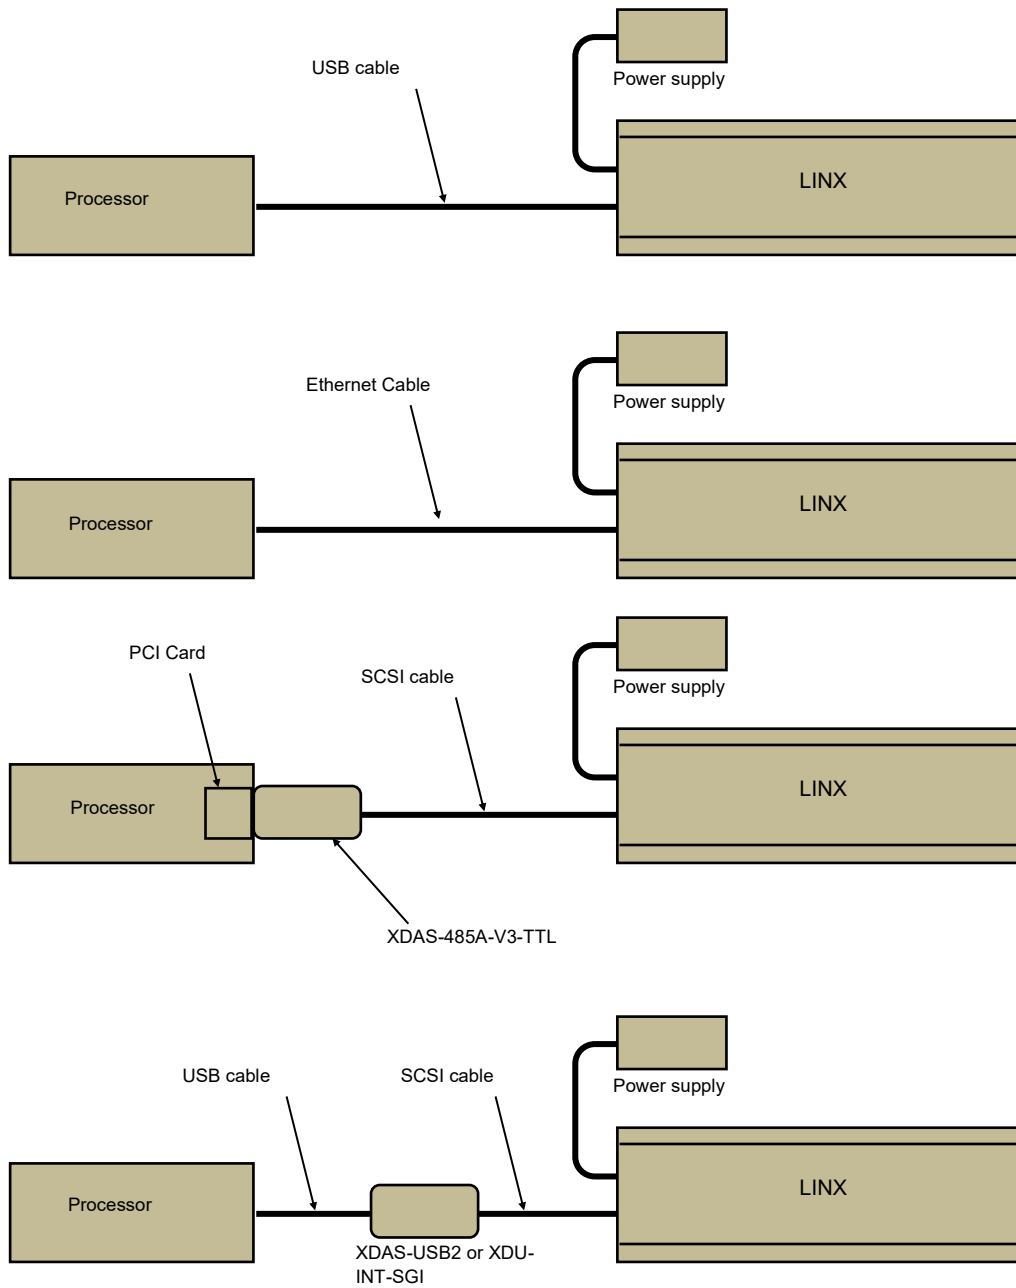 USB cable
Power supply
Processor
LINX
Ethernet Cable
Power supply
Processor
LINX
PCI Card
SCSI cable
Power supply
Processor
LINX
XDAS-485A-V3-TTL
USB cable
SCSI cable
Power supply
Processor
LINX
XDAS-USB2 or XDU-
INT-SGI